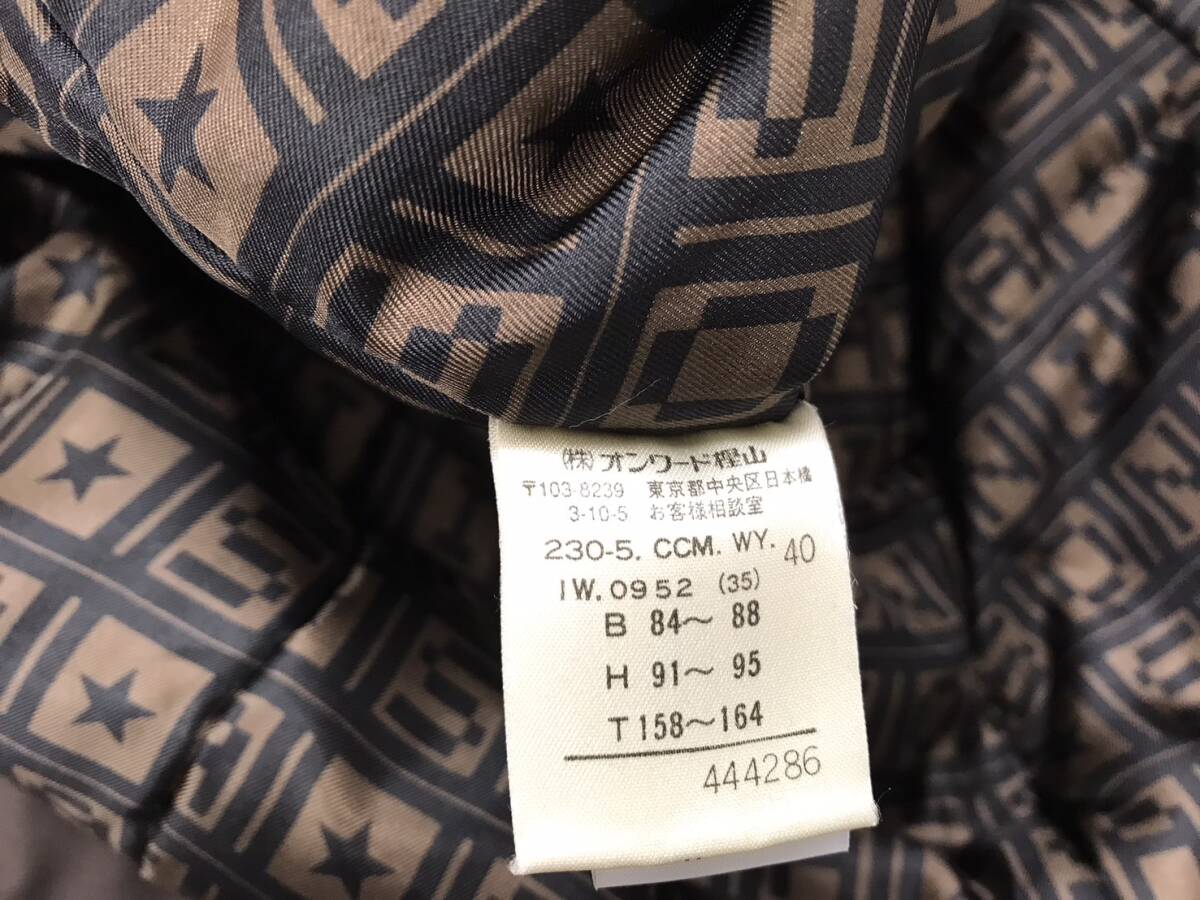 (株) オンワード樫山
〒103-8239 東京都中央区日本橋
3-10-5 お客様相談室
230-5. CCM. WY. 40
IW. 0952 (35)
B 84〜 88
H 91〜 95
T 158〜164
444286